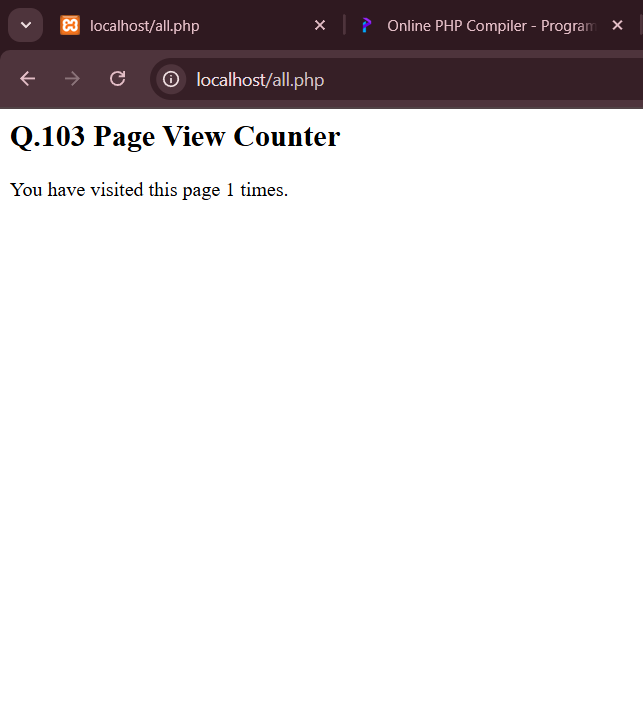 localhost/all.php
Online PHP Compiler - Program
localhost/all.php
Q.103 Page View Counter
You have visited this page 1 times.